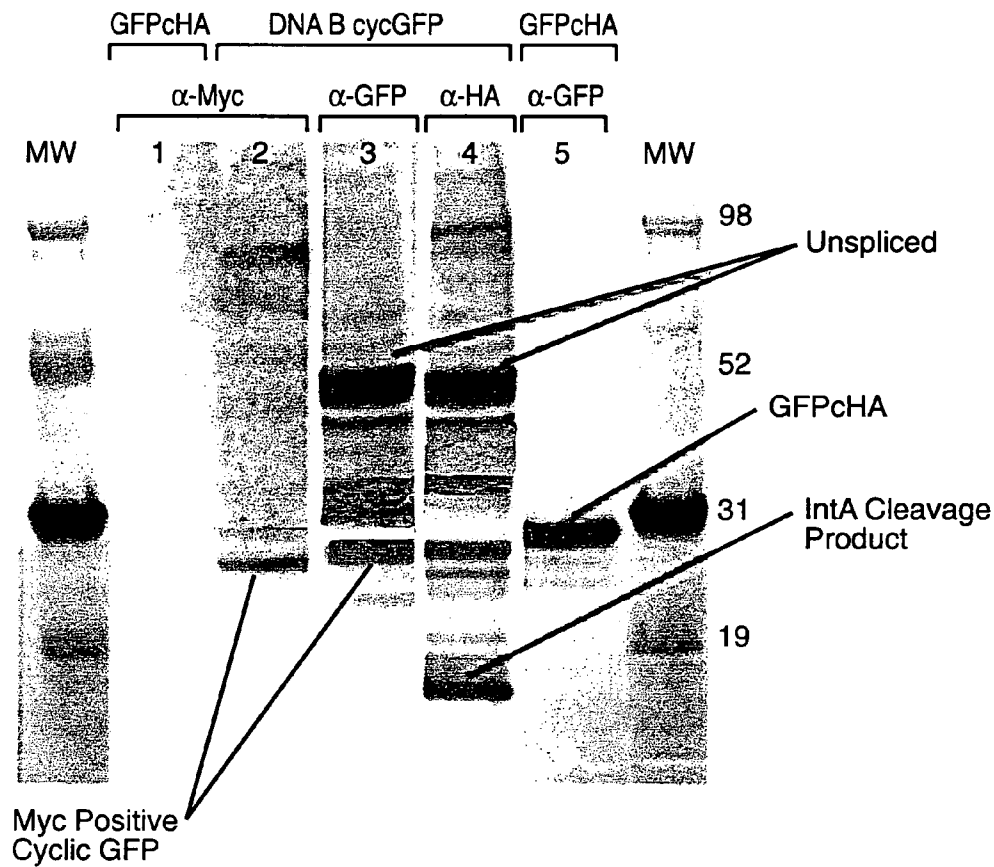 GFPcHA DNA B cycGFP GFPcHA
α-Myc α-GFP α-HA α-GFP
MW 1 2 3 4 5 MW
98
Unspliced
52
GFPcHA
31
IntA Cleavage
Product
19
Myc Positive
Cyclic GFP